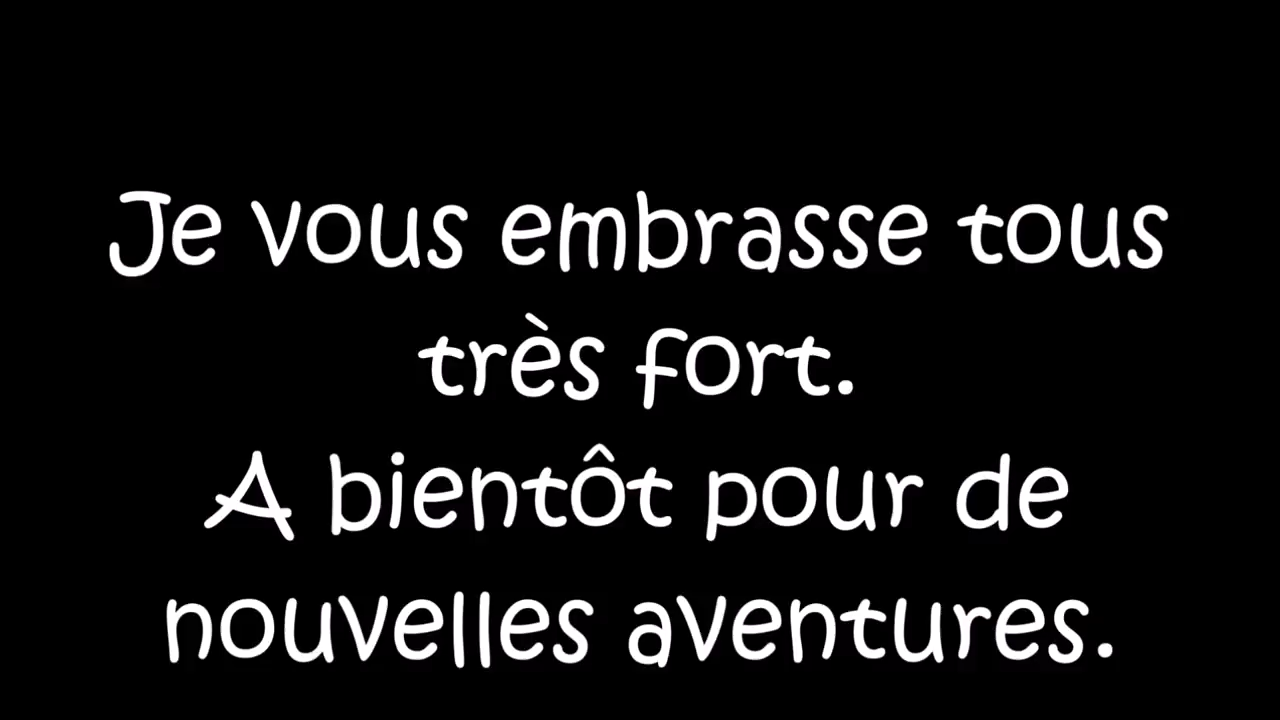 Je vous embrasse tous
très fort.
A bientôt pour de
nouvelles aventures.